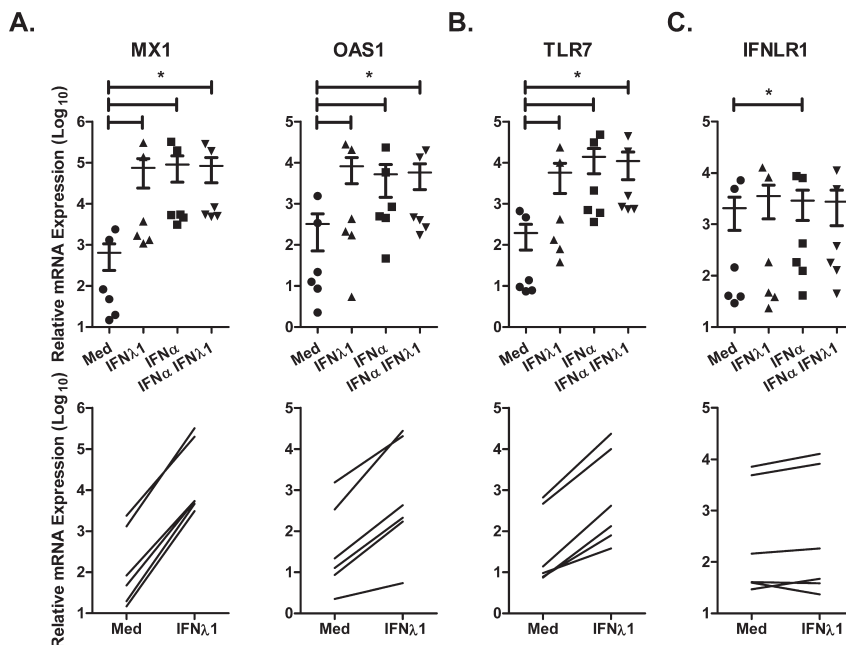 A.
B.
C.
MX1
OAS1
TLR7
IFNLR1
*
*
*
*
Relative mRNA Expression (Log10)
6
5
4
3
2
1
5
4
3
2
1
0
5
4
3
2
1
0
5
4
3
2
1
Med
IFNλ1
IFNα
IFNα IFNλ1
Med
IFNλ1
IFNα
IFNα IFNλ1
Med
IFNλ1
IFNα
IFNα IFNλ1
Med
IFNλ1
IFNα
IFNα IFNλ1
Relative mRNA Expression (Log10)
6
5
4
3
2
1
5
4
3
2
1
0
5
4
3
2
1
0
5
4
3
2
1
Med IFNλ1
Med IFNλ1
Med IFNλ1
Med IFNλ1